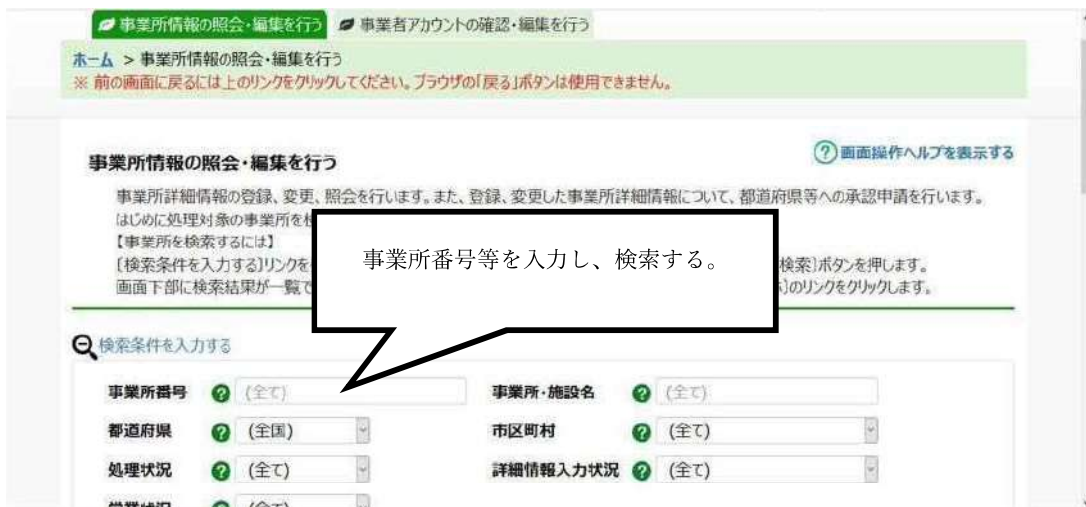 事業所情報の照会・編集を行う 事業者アカウントの確認・編集を行う
ホーム > 事業所情報の照会・編集を行う
※ 前の画面に戻るには上のリンクをクリックしてください。ブラウザの「戻る」ボタンは使用できません。
事業所情報の照会・編集を行う ?画面操作ヘルプを表示する
事業所詳細情報の登録、変更、照会を行います。また、登録、変更した事業所詳細情報について、都道府県等への承認申請を行います。
はじめに処理対象の事業所を
【事業所を検索するには】
[検索条件を入力する]リンクを 検索]ボタンを押します。
画面下部に検索結果が一覧で のリンクをクリックします。
事業所番号等を入力し、検索する。
検索条件を入力する
事業所番号 ? (全て) 事業所・施設名 ? (全て)
都道府県 ? (全国) 市区町村 ? (全て)
処理状況 ? (全て) 詳細情報入力状況 ? (全て)